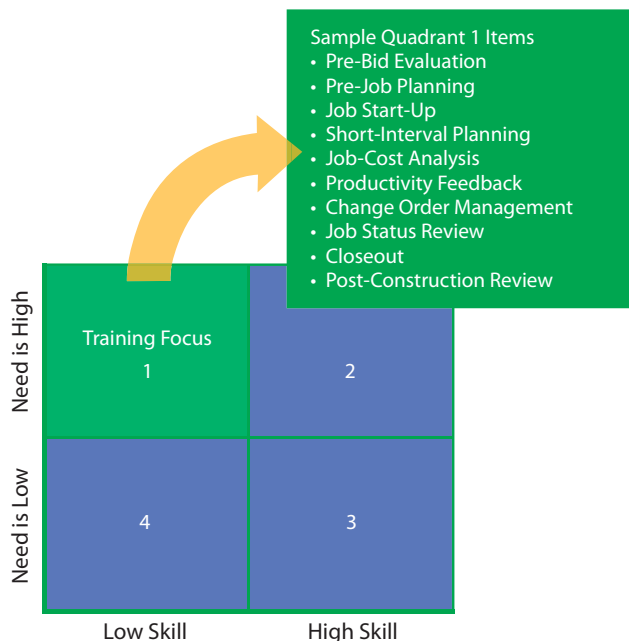 Sample Quadrant 1 Items
• Pre-Bid Evaluation
• Pre-Job Planning
• Job Start-Up
• Short-Interval Planning
• Job-Cost Analysis
• Productivity Feedback
• Change Order Management
• Job Status Review
• Closeout
• Post-Construction Review
Need is High
Training Focus
1
2
Need is Low
4
3
Low Skill
High Skill